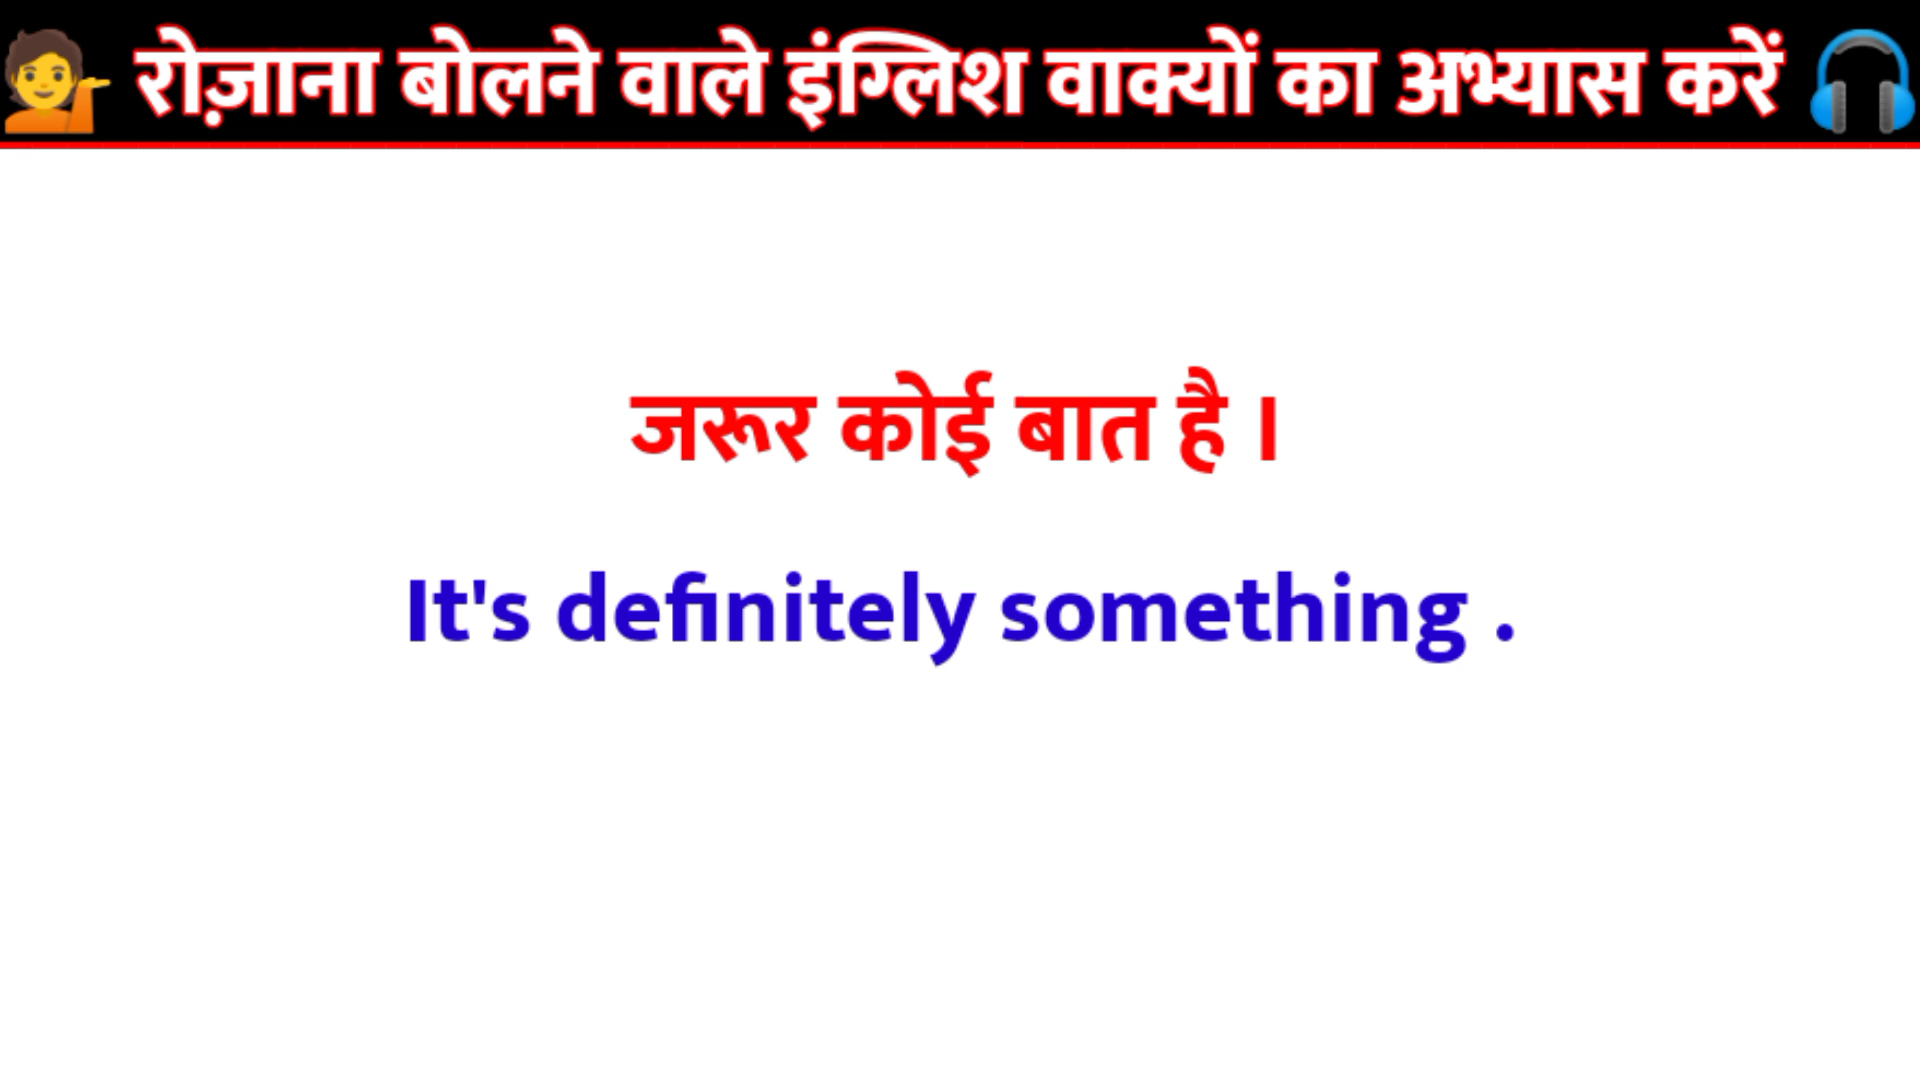 रोज़ाना बोलने वाले इंग्लिश वाक्यों का अभ्यास करें
जरूर कोई बात है ।
It's definitely something .